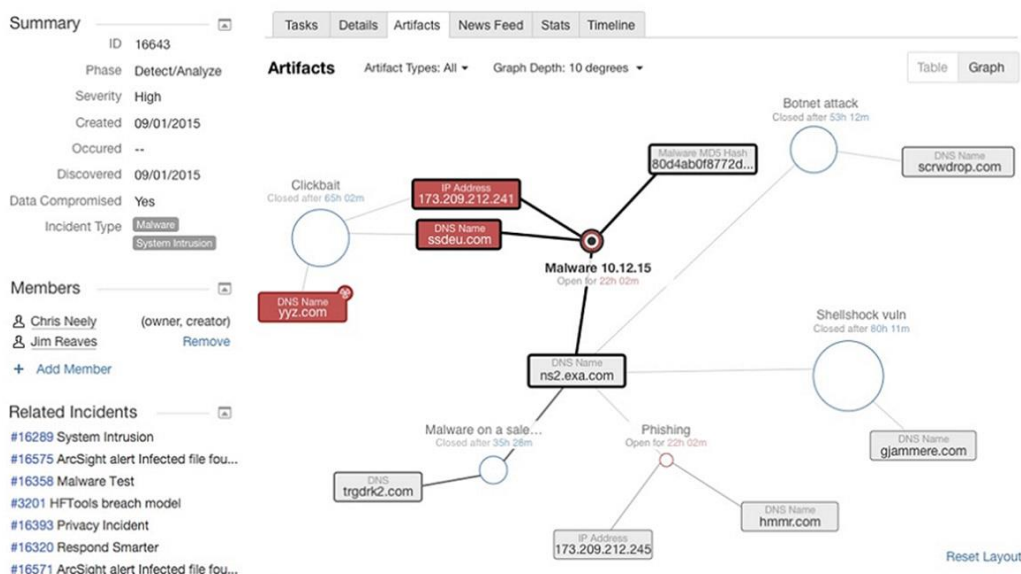 Summary
ID 16643
Phase Detect/Analyze
Severity High
Created 09/01/2015
Occured --
Discovered 09/01/2015
Data Compromised Yes
Incident Type Malware
System Intrusion
Members
Chris Neely (owner, creator)
Jim Reaves Remove
+ Add Member
Related Incidents
#16289 System Intrusion
#16575 ArcSight alert Infected file fou...
#16358 Malware Test
#3201 HFTools breach model
#16393 Privacy Incident
#16320 Respond Smarter
#16571 ArcSight alert Infected file fou...
Tasks Details Artifacts News Feed Stats Timeline
Artifacts Artifact Types: All Graph Depth: 10 degrees Table Graph
Botnet attack
Closed after 53h 12m
DNS Name
scrwdrop.com
Malware MD5 Hash
80d4ab0f8772d...
Clickbait
Closed after 65h 02m
IP Address
173.209.212.241
DNS Name
ssdeu.com
Malware 10.12.15
Open for 22h 02m
DNS Name
yyz.com
Shellshock vuln
Closed after 80h 11m
DNS Name
ns2.exa.com
Malware on a sale...
Closed after 35h 28m
Phishing
Open for 22h 02m
DNS Name
gjammere.com
DNS
trgdrk2.com
DNS Name
hmmr.com
IP Address
173.209.212.245
Reset Layout